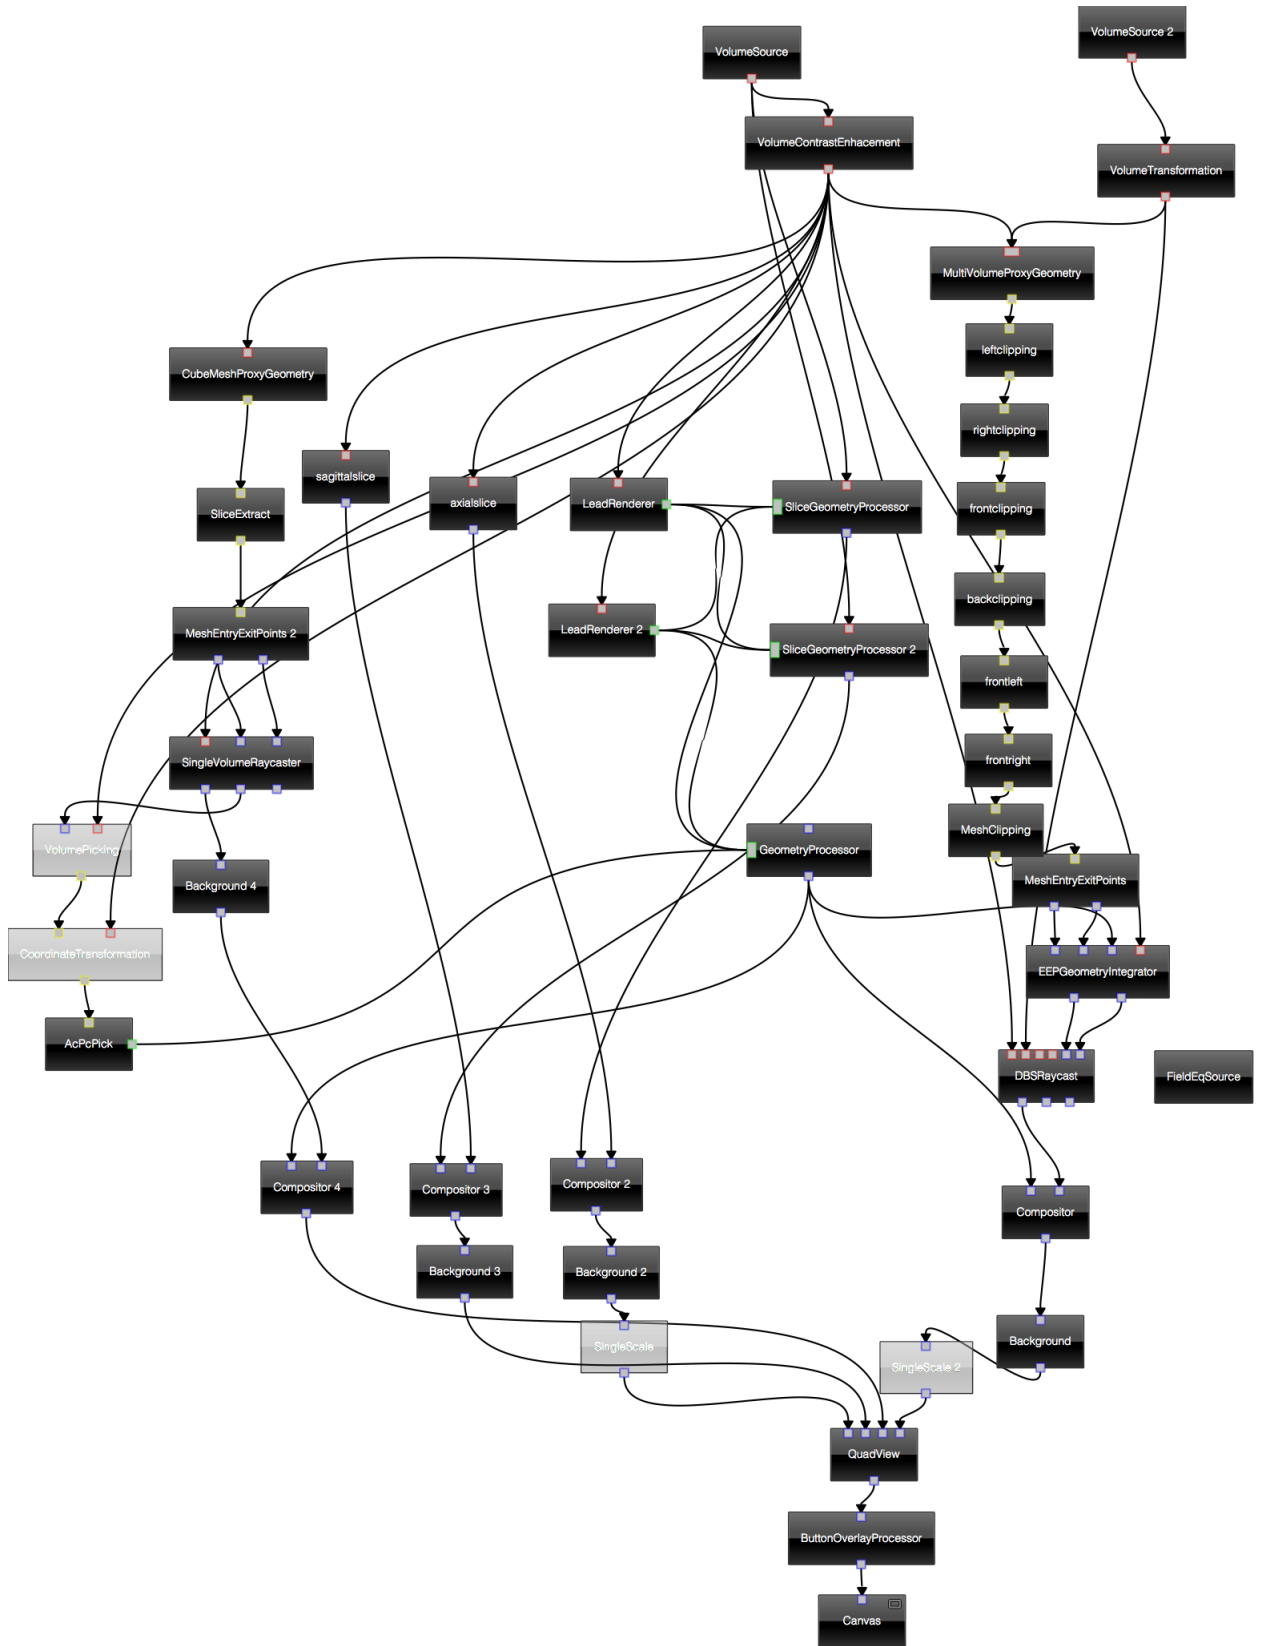 VolumeSource 2
VolumeSource
VolumeContrastEnhacement
VolumeTransformation
MultiVolumeProxyGeometry
leftclipping
CubeMeshProxyGeometry
rightclipping
sagittalslice
axialslice
LeadRenderer
SliceGeometryProcessor
frontclipping
SliceExtract
backclipping
MeshEntryExitPoints 2
LeadRenderer 2
SliceGeometryProcessor 2
frontleft
SingleVolumeRaycaster
frontright
MeshClipping
VolumePicking
GeometryProcessor
Background 4
MeshEntryExitPoints
CoordinateTransformation
EEPGeometryIntegrator
AcPcPick
DBSRaycast
FieldEqSource
Compositor 4
Compositor 3
Compositor 2
Compositor
Background 3
Background 2
Background
SingleScale
SingleScale 2
QuadView
ButtonOverlayProcessor
Canvas